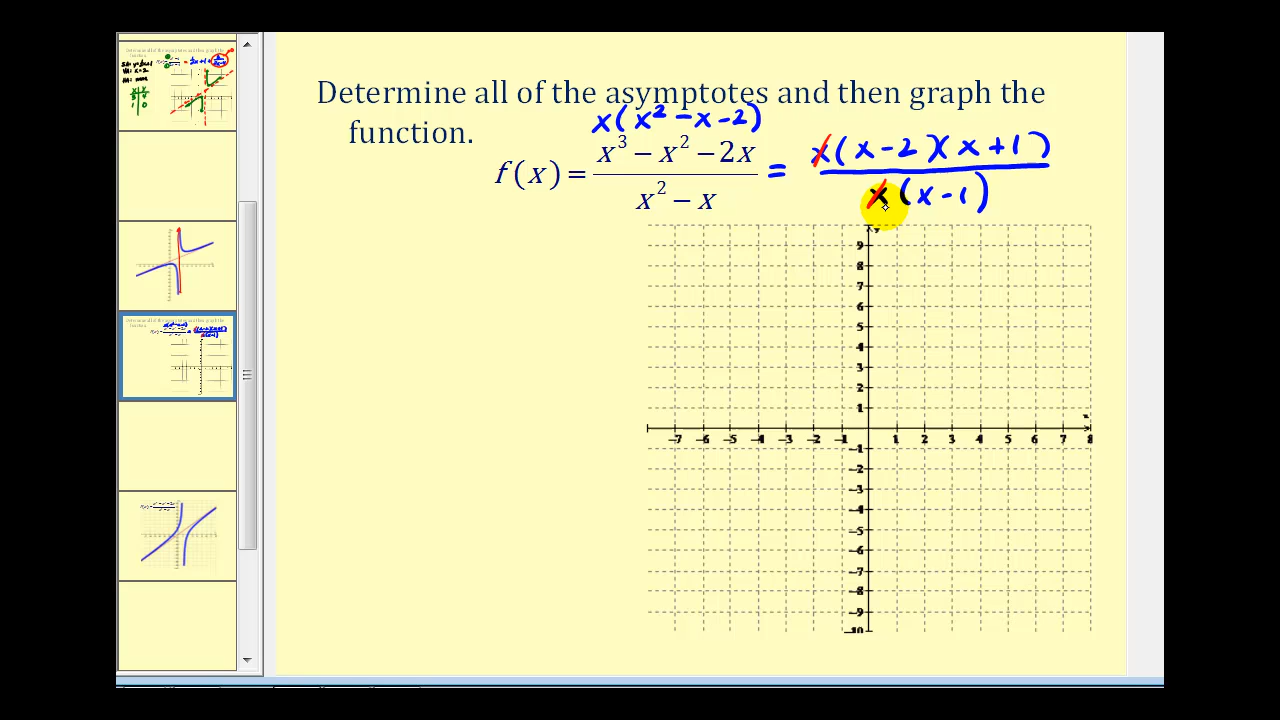 Determine all of the asymptotes and then graph the
function.
x(x² - x - 2)
f(x) = (x³ − x² − 2x)/(x² − x) = x(x-2)(x+1)/x(x-1)
y
9
8
7
6
5
4
3
2
1
x
-7 -6 -5 -4 -3 -2 -1 1 2 3 4 5 6 7 8
-1
-2
-3
-4
-5
-6
-7
-8
-9
-10